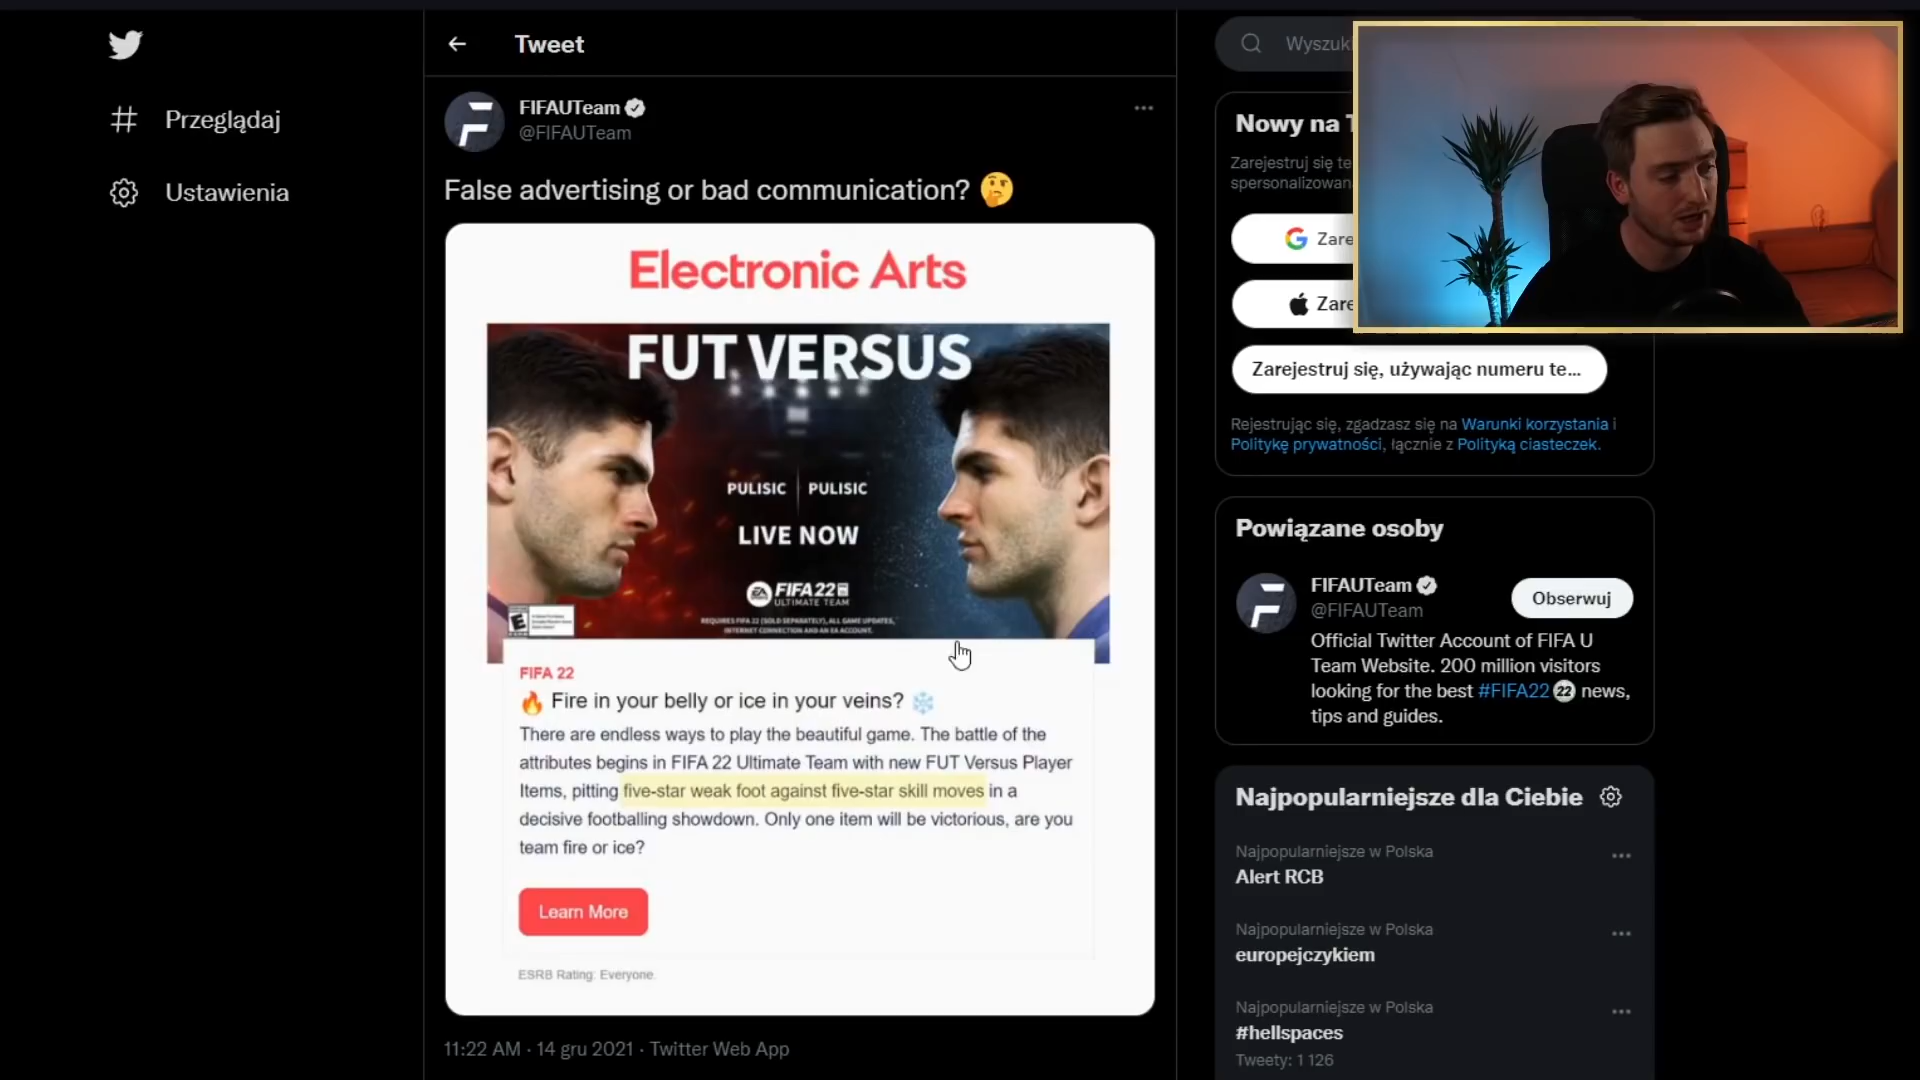 Przeglądaj
Ustawienia
Tweet
FIFAUTeam
@FIFAUTeam
False advertising or bad communication? 🤔
Electronic Arts
FUT VERSUS
PULISIC | PULISIC
LIVE NOW
EA FIFA 22
ULTIMATE TEAM
REQUIRES FIFA 22 (SOLD SEPARATELY), ALL GAME UPDATES,
INTERNET CONNECTION AND AN EA ACCOUNT.
E
FIFA 22
🔥 Fire in your belly or ice in your veins? ❄️
There are endless ways to play the beautiful game. The battle of the
attributes begins in FIFA 22 Ultimate Team with new FUT Versus Player
Items, pitting five-star weak foot against five-star skill moves in a
decisive footballing showdown. Only one item will be victorious, are you
team fire or ice?
Learn More
ESRB Rating: Everyone.
11:22 AM · 14 gru 2021 · Twitter Web App
Wyszuk
Nowy na T
Zarejestruj się te
spersonalizowan
Zare
Zare
Zarejestruj się, używając numeru te...
Rejestrując się, zgadzasz się na Warunki korzystania i
Politykę prywatności, łącznie z Polityką ciasteczek.
Powiązane osoby
FIFAUTeam
@FIFAUTeam
Obserwuj
Official Twitter Account of FIFA U
Team Website. 200 million visitors
looking for the best #FIFA22 22 news,
tips and guides.
Najpopularniejsze dla Ciebie
Najpopularniejsze w Polska
Alert RCB
Najpopularniejsze w Polska
europejczykiem
Najpopularniejsze w Polska
#hellspaces
Tweety: 1 126